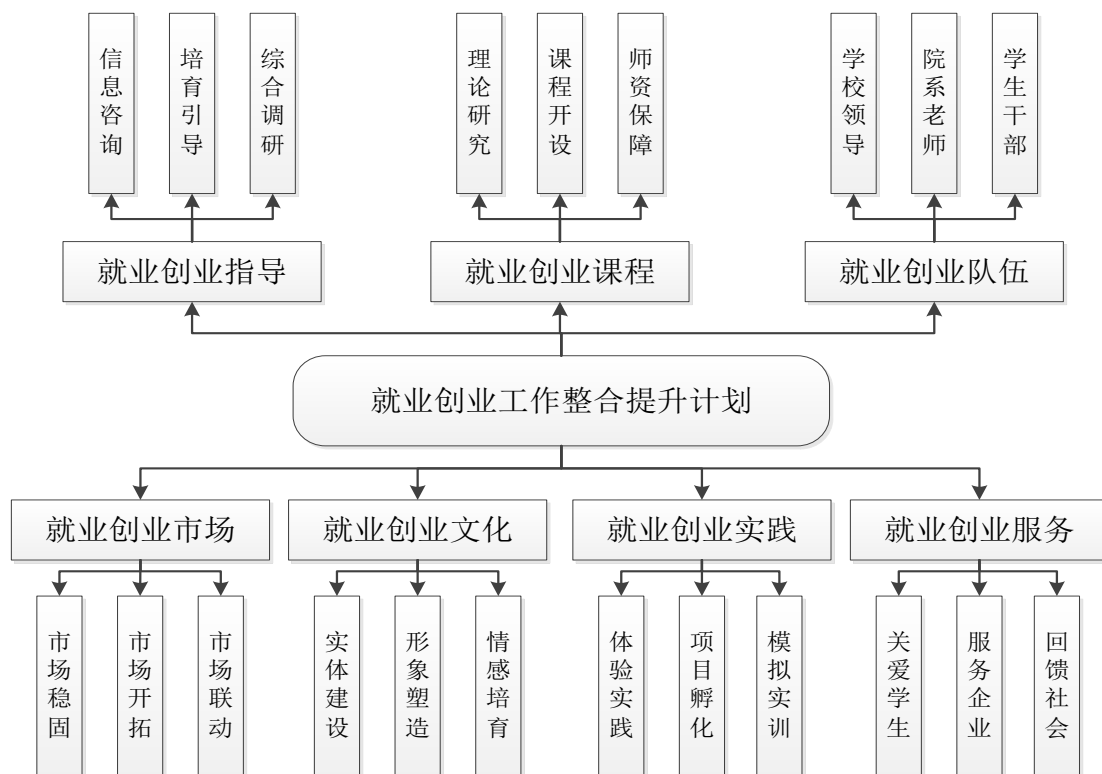 信息咨询
培育引导
综合调研
理论研究
课程开设
师资保障
学校领导
院系老师
学生干部
就业创业指导
就业创业课程
就业创业队伍
就业创业工作整合提升计划
就业创业市场
就业创业文化
就业创业实践
就业创业服务
市场稳固
市场开拓
市场联动
实体建设
形象塑造
情感培育
体验实践
项目孵化
模拟实训
关爱学生
服务企业
回馈社会